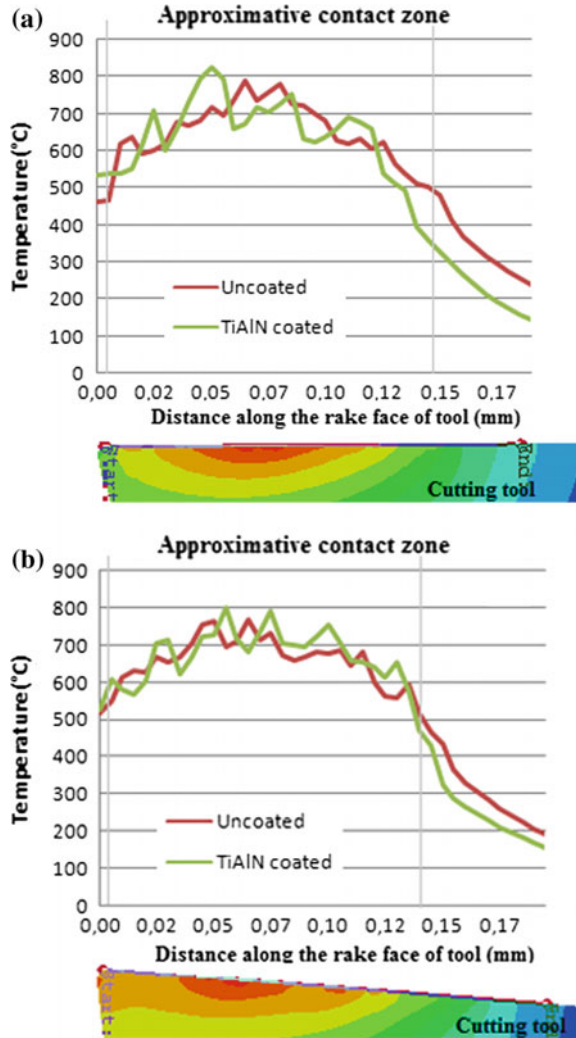 (a)
Approximative contact zone
900
800
700
600
500
400
300
200
100
0
Temperature(°C)
Uncoated
TiAlN coated
0,00 0,02 0,05 0,07 0,10 0,12 0,15 0,17
Distance along the rake face of tool (mm)
Start:
End
Cutting tool
(b)
Approximative contact zone
900
800
700
600
500
400
300
200
100
0
Temperature(°C)
Uncoated
TiAlN coated
0,00 0,02 0,05 0,07 0,10 0,12 0,15 0,17
Distance along the rake face of tool (mm)
Start:
Cutting tool